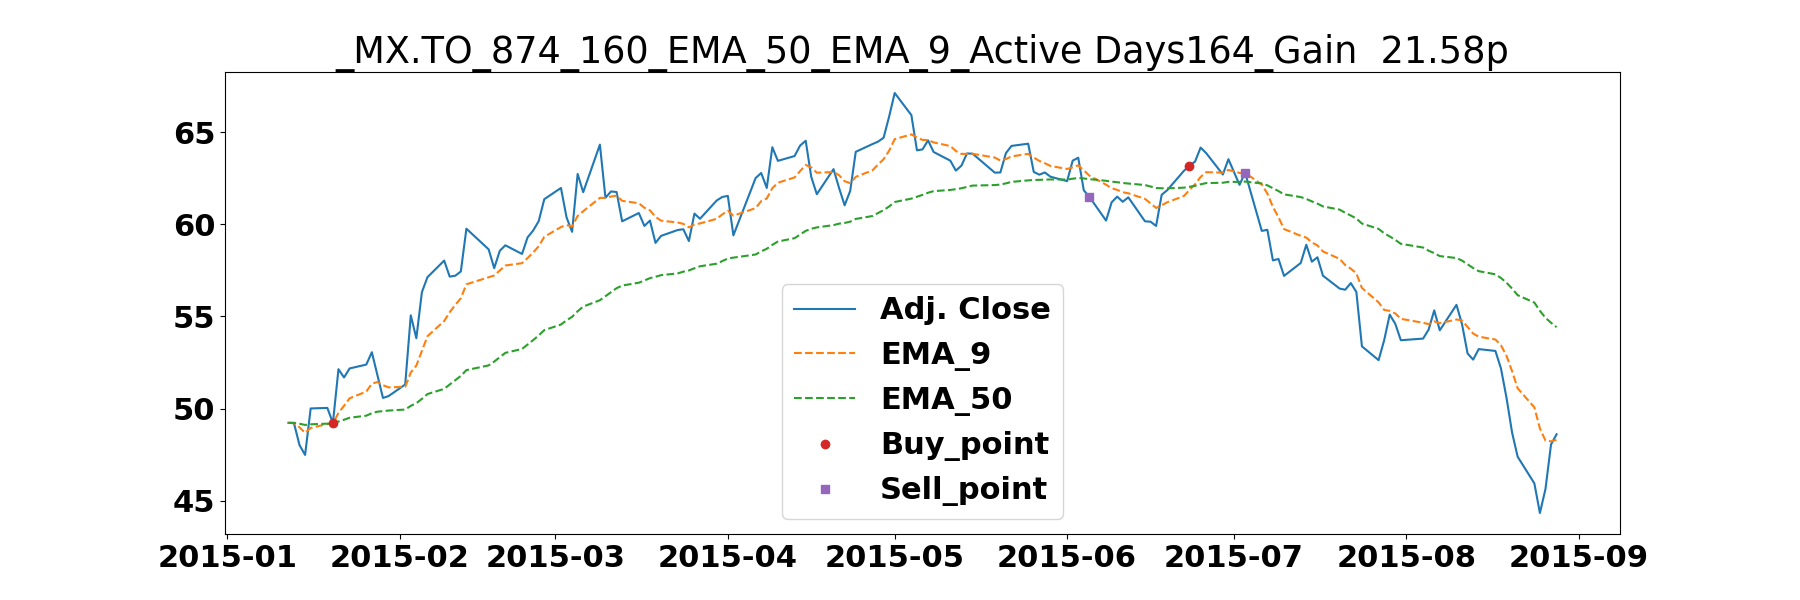 _MX.TO_874_160_EMA_50_EMA_9_Active Days164_Gain  21.58p
65
60
55
50
45
Adj. Close
EMA_9
EMA_50
Buy_point
Sell_point
2015-01 2015-02 2015-03 2015-04 2015-05 2015-06 2015-07 2015-08 2015-09